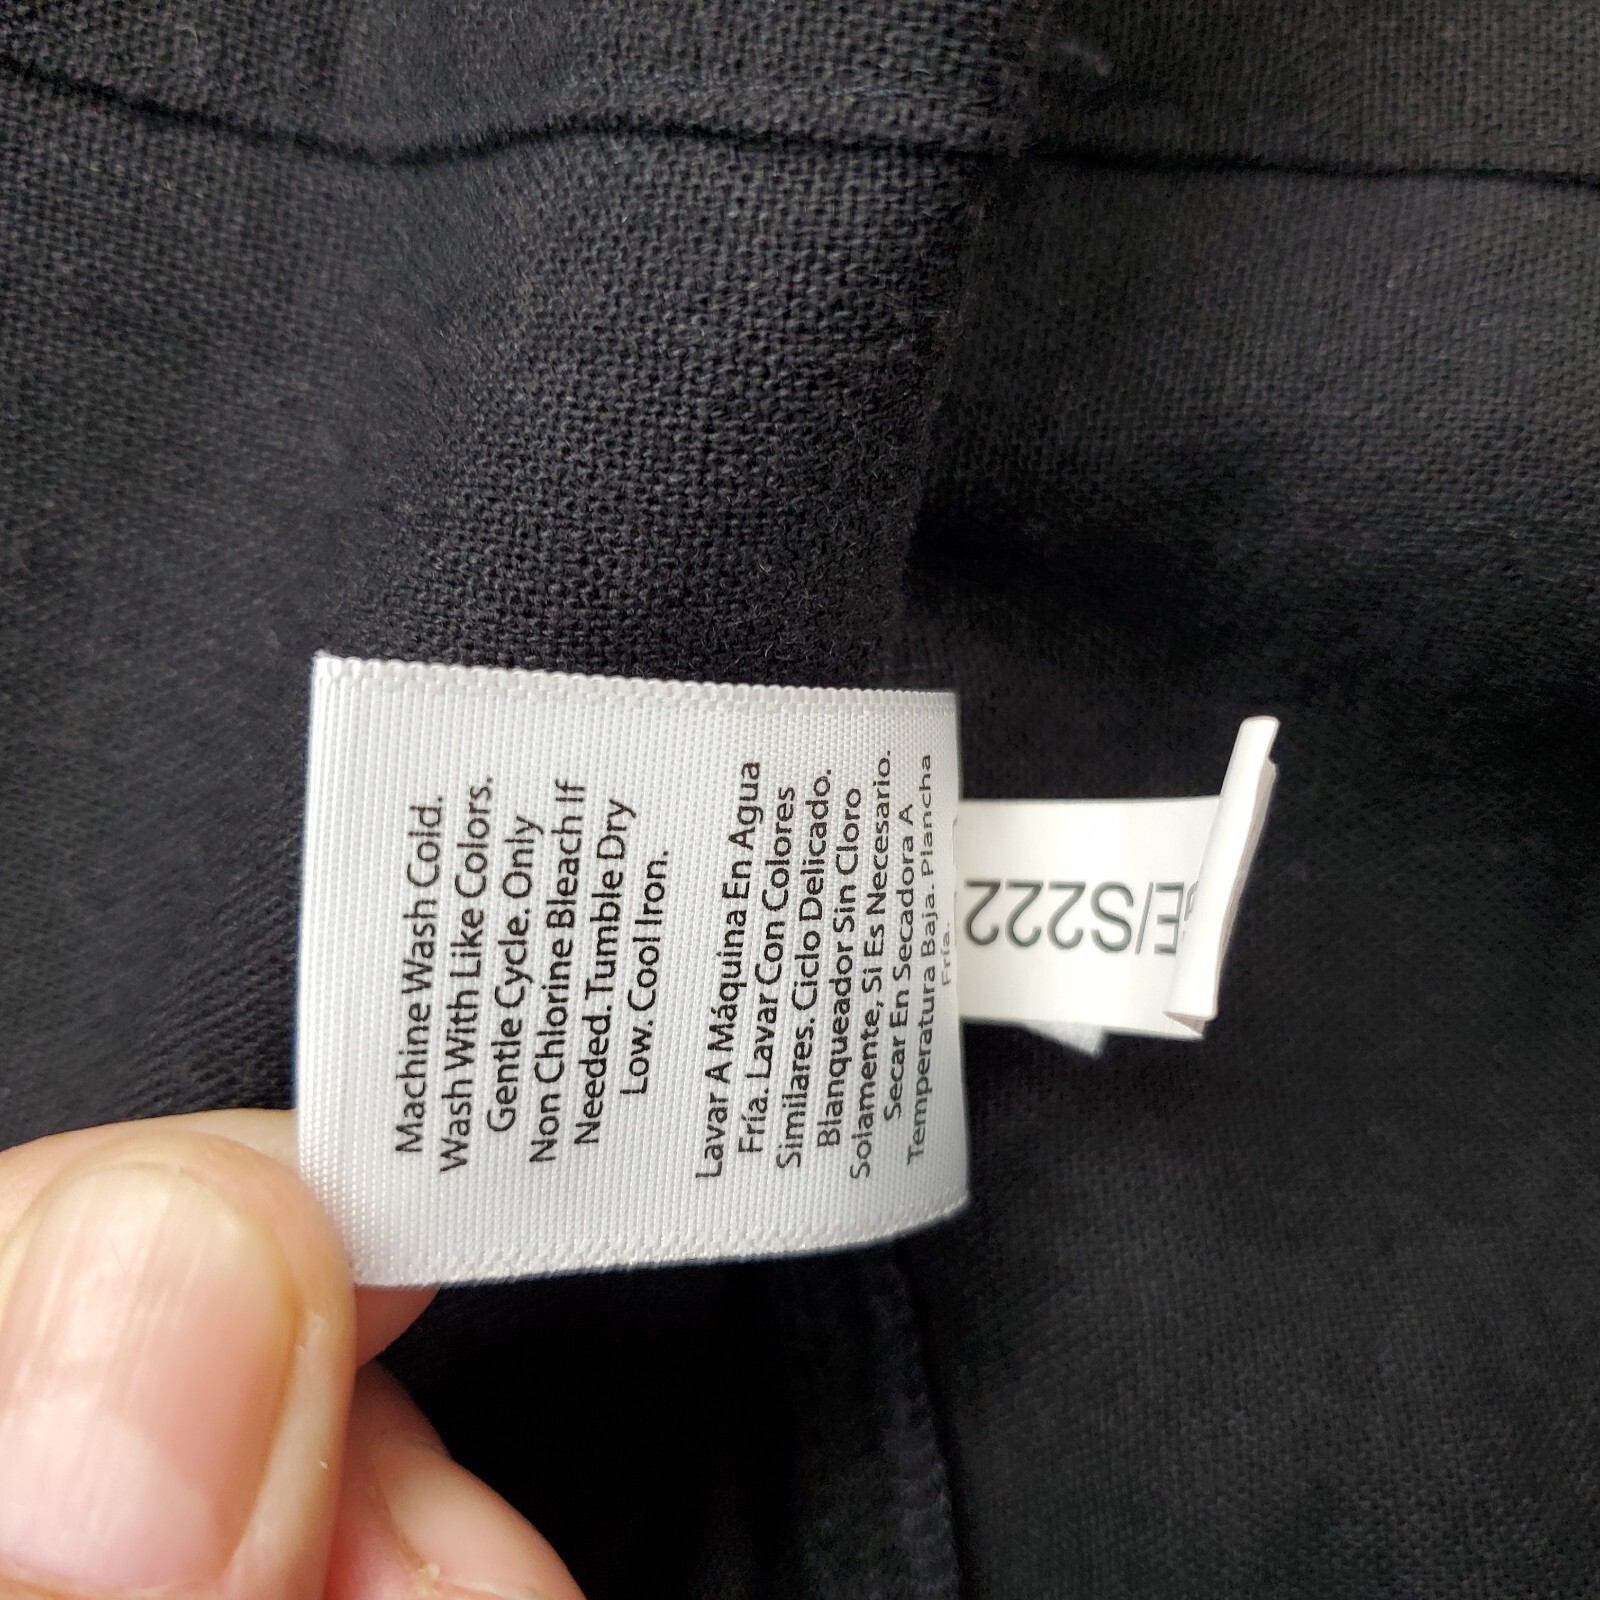 Machine Wash Cold.
Wash With Like Colors.
Gentle Cycle. Only
Non Chlorine Bleach If
Needed. Tumble Dry
Low. Cool Iron.
Lavar A Máquina En Agua
Fría. Lavar Con Colores
Similares. Ciclo Delicado.
Blanqueador Sin Cloro
Solamente, Si Es Necesario.
Secar En Secadora A
Temperatura Baja. Plancha
Fría.
E/S222